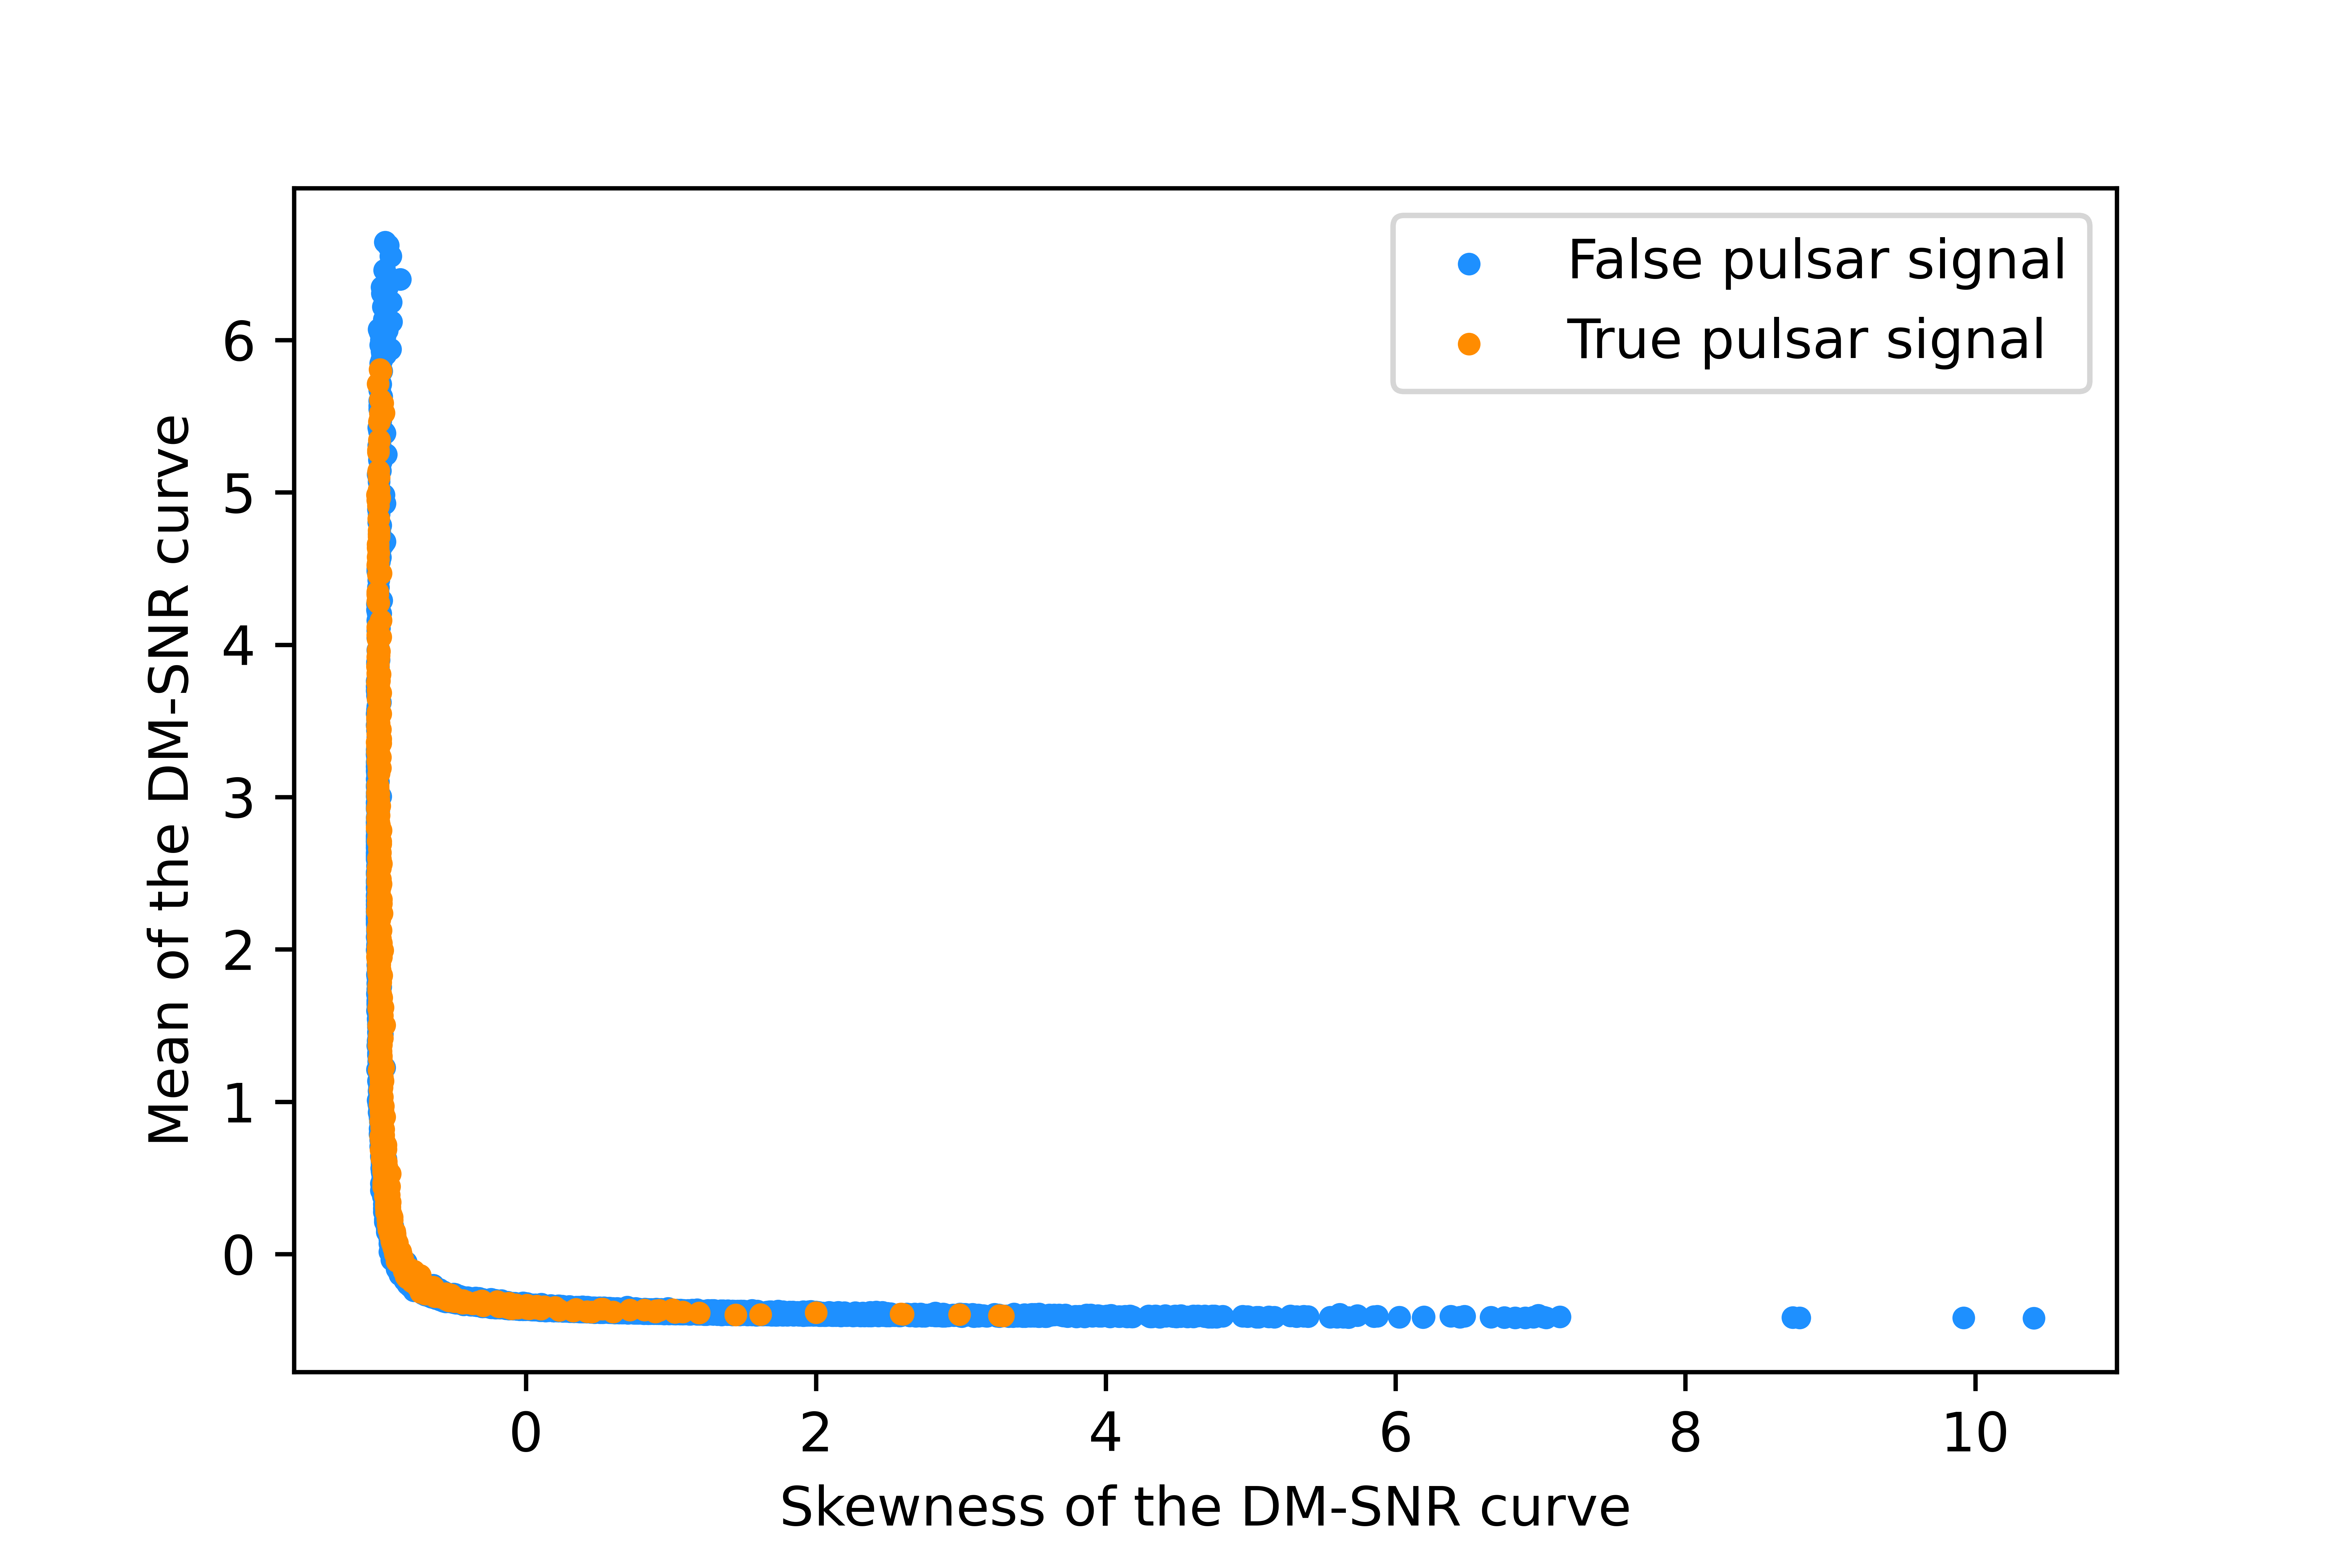 False pulsar signal
True pulsar signal
6
5
4
3
2
1
0
Mean of the DM-SNR curve
0 2 4 6 8 10
Skewness of the DM-SNR curve